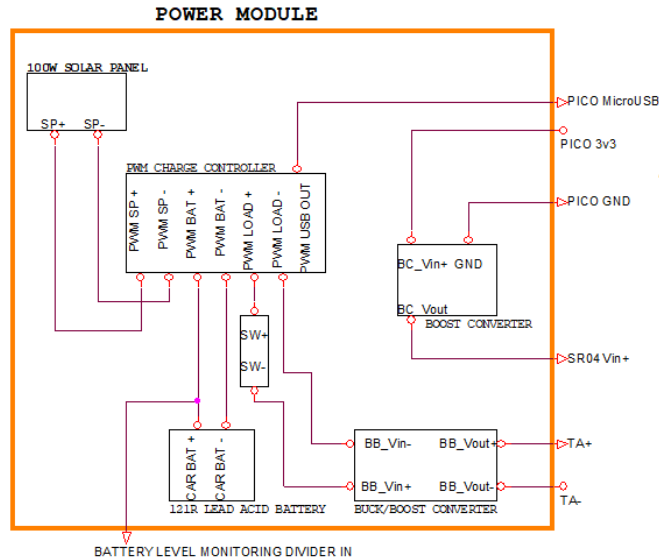 POWER MODULE
100W SOLAR PANEL
SP+ SP-
PICO MicroUSB
PICO 3v3
PWM CHARGE CONTROLLER
PWM SP +
PWM SP -
PWM BAT +
PWM BAT -
PWM LOAD +
PWM LOAD -
PWM USB OUT
PICO GND
BC_Vin+ GND
BC_Vout
BOOST CONVERTER
SW+
SW-
SR04 Vin+
CAR BAT +
CAR BAT -
121R LEAD ACID BATTERY
BB_Vin- BB_Vout+
BB_Vin+ BB_Vout-
BUCK/BOOST CONVERTER
TA+
TA-
BATTERY LEVEL MONITORING DIVIDER IN